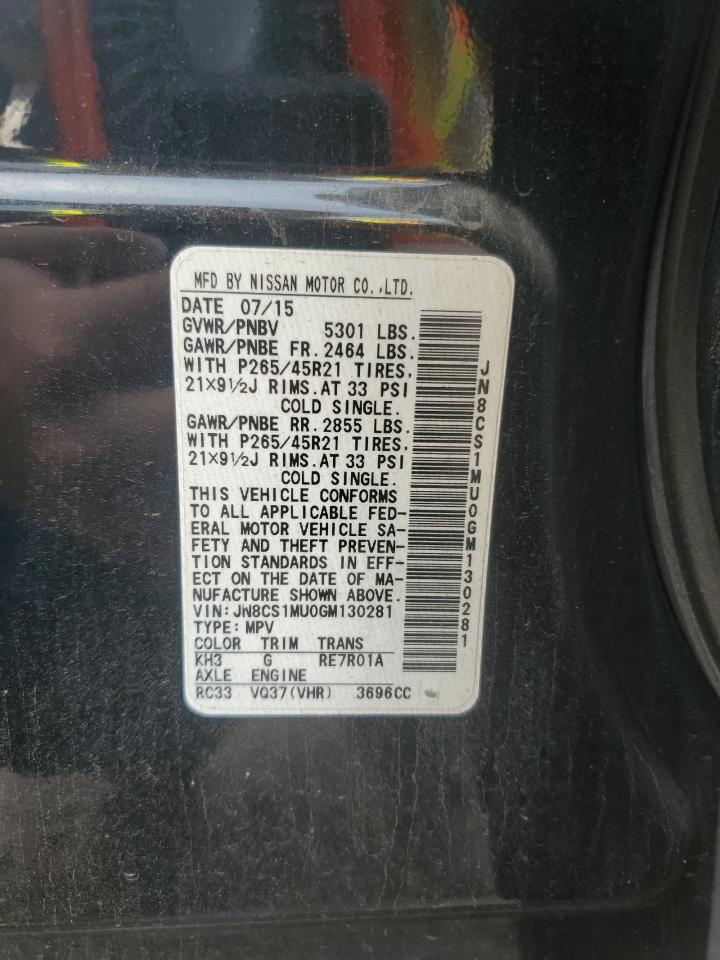 MFD BY NISSAN MOTOR CO.,LTD.
DATE 07/15
GVWR/PNBV 5301 LBS.
GAWR/PNBE FR. 2464 LBS.
WITH P265/45R21 TIRES,
21×9½J RIMS.AT 33 PSI
COLD SINGLE.
GAWR/PNBE RR. 2855 LBS.
WITH P265/45R21 TIRES,
21×9½J RIMS.AT 33 PSI
COLD SINGLE.
THIS VEHICLE CONFORMS
TO ALL APPLICABLE FED-
ERAL MOTOR VEHICLE SA-
FETY AND THEFT PREVEN-
TION STANDARDS IN EFF-
ECT ON THE DATE OF MA-
NUFACTURE SHOWN ABOVE.
VIN:JN8CS1MU0GM130281
TYPE:MPV
COLOR TRIM TRANS
KH3 G RE7R01A
AXLE ENGINE
RC33 VQ37(VHR) 3696CC
JN8CS1MU0GM130281